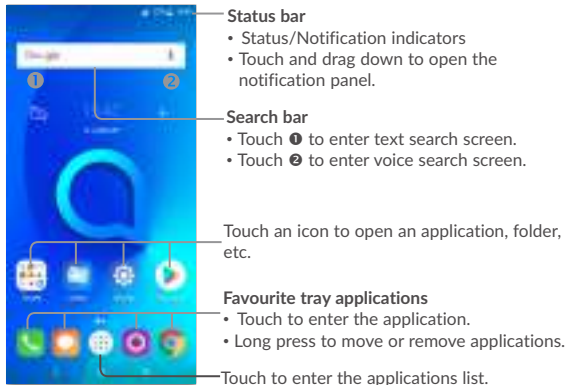 Status bar
• Status/Notification indicators
• Touch and drag down to open the
notification panel.
Google
❶ ❷
Search bar
• Touch ❶ to enter text search screen.
• Touch ❷ to enter voice search screen.
Touch an icon to open an application, folder,
etc.
Favourite tray applications
• Touch to enter the application.
• Long press to move or remove applications.
Touch to enter the applications list.